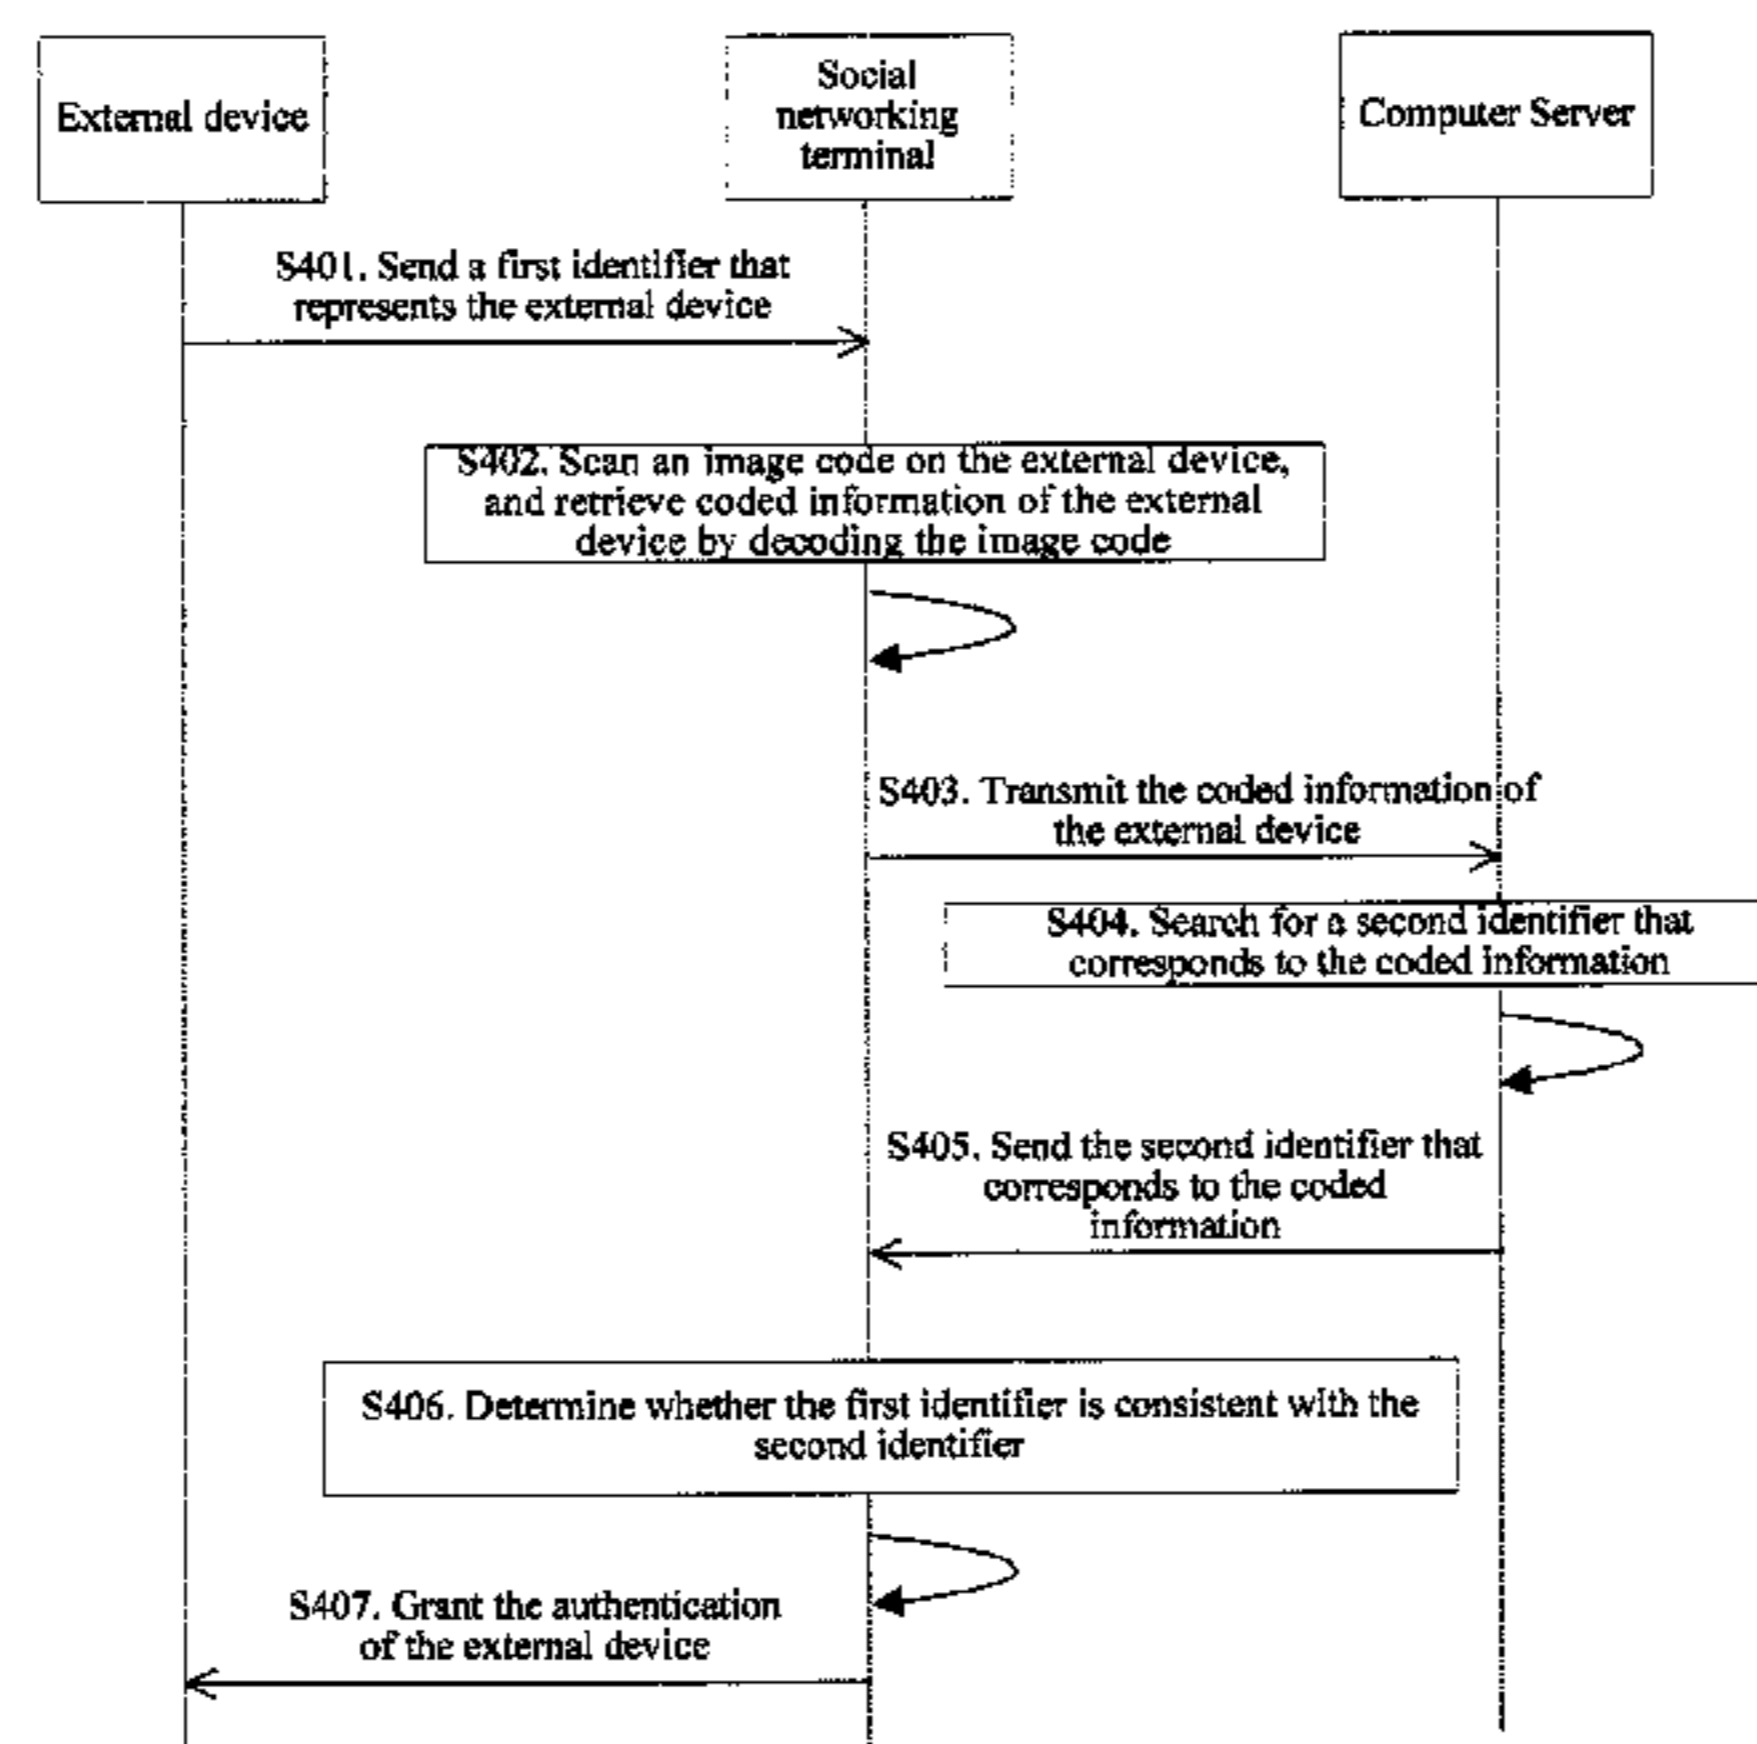 External device
Social
networking
terminal
Computer Server
S401. Send a first identifier that
represents the external device
S402. Scan an image code on the external device,
and retrieve coded information of the external
device by decoding the image code
S403. Transmit the coded information of
the external device
S404. Search for a second identifier that
corresponds to the coded information
S405. Send the second identifier that
corresponds to the coded
information
S406. Determine whether the first identifier is consistent with the
second identifier
S407. Grant the authentication
of the external device